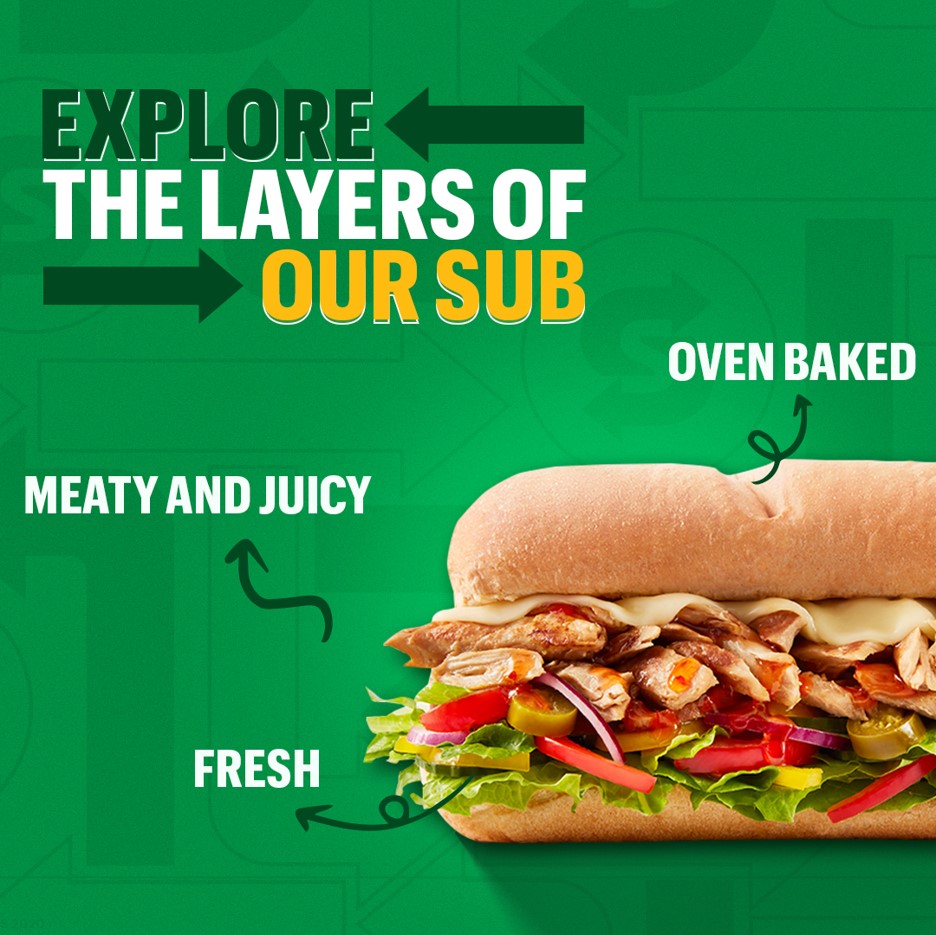 EXPLORE
THE LAYERS OF
OUR SUB
OVEN BAKED
MEATY AND JUICY
FRESH